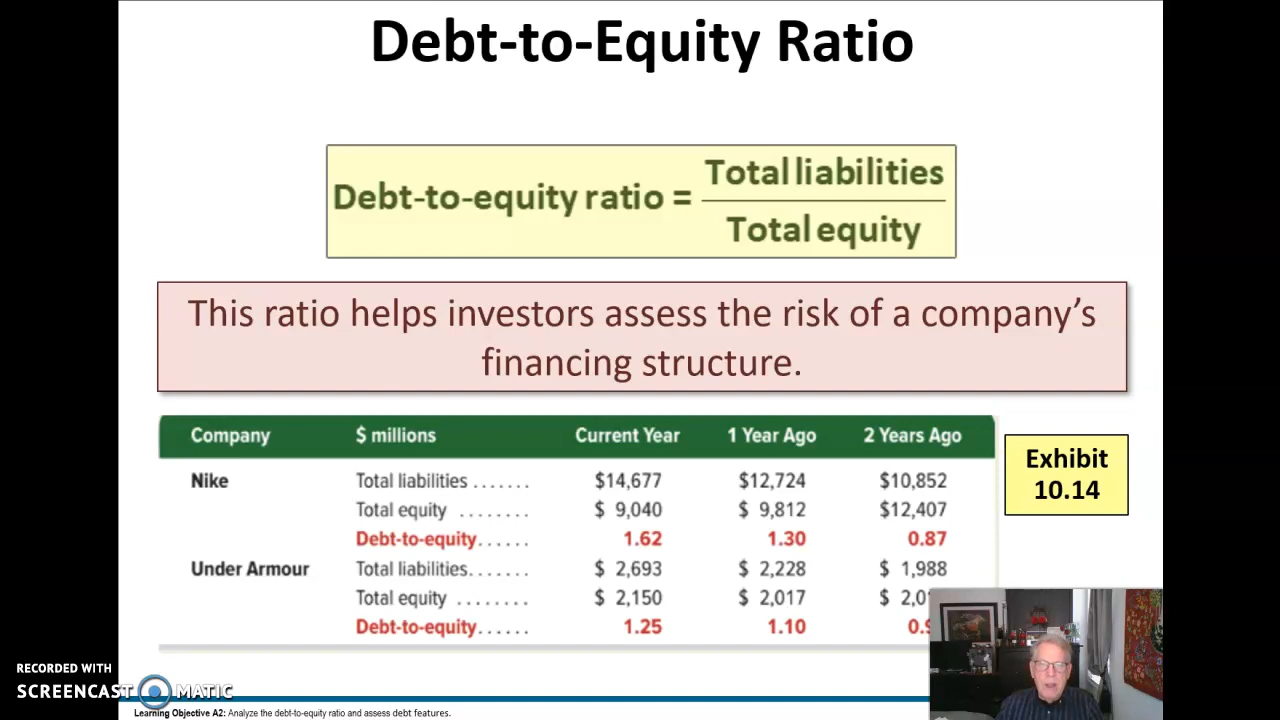 Debt-to-Equity Ratio
Debt-to-equity ratio = Total liabilities
Total equity
This ratio helps investors assess the risk of a company's
financing structure.
Company $ millions Current Year 1 Year Ago 2 Years Ago
Nike Total liabilities ....... $14,677 $12,724 $10,852
Total equity ........ $ 9,040 $ 9,812 $12,407
Debt-to-equity...... 1.62 1.30 0.87
Under Armour Total liabilities....... $ 2,693 $ 2,228 $ 1,988
Total equity ........ $ 2,150 $ 2,017 $
Debt-to-equity...... 1.25 1.10
Exhibit
10.14
RECORDED WITH
SCREENCAST MATIC
Learning Objective A2: Analyze the debt-to-equity ratio and assess debt features.